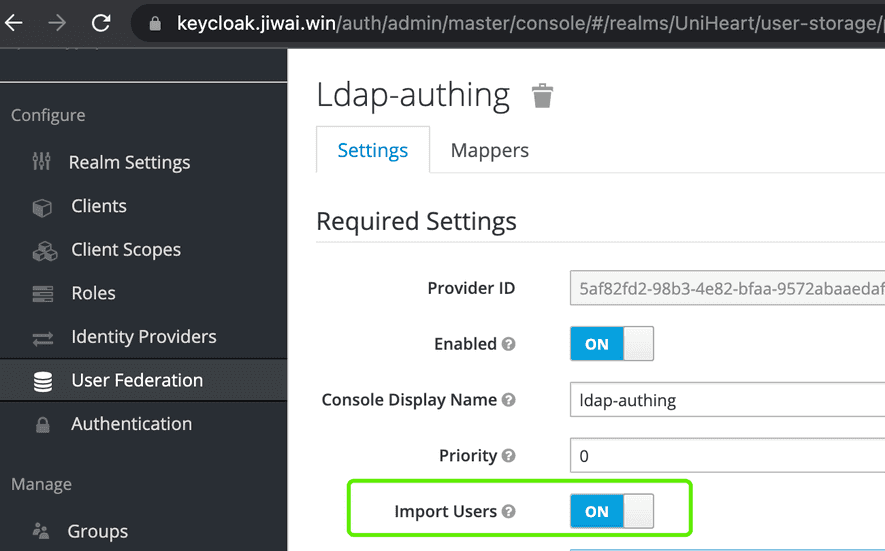 keycloak.jiwai.win/auth/admin/master/console/#/realms/UniHeart/user-storage/
Configure
Realm Settings
Clients
Client Scopes
Roles
Identity Providers
User Federation
Authentication
Manage
Groups
Ldap-authing
Settings Mappers
Required Settings
Provider ID 5af82fd2-98b3-4e82-bfaa-9572abaaedaf
Enabled ON
Console Display Name ldap-authing
Priority 0
Import Users ON